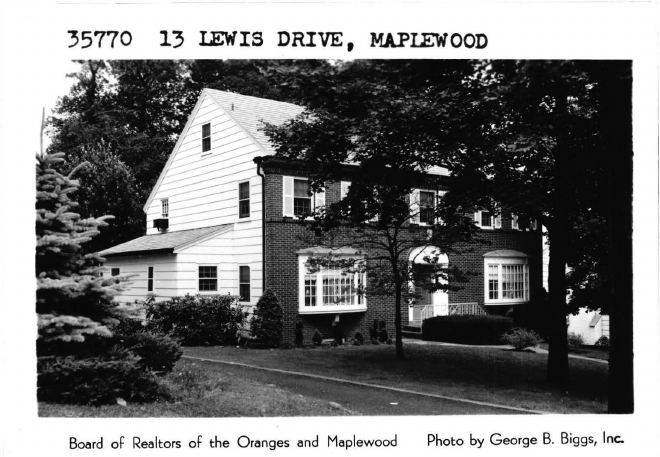 35770 13 LEWIS DRIVE, MAPLEWOOD
Board of Realtors of the Oranges and Maplewood Photo by George B. Biggs, Inc.